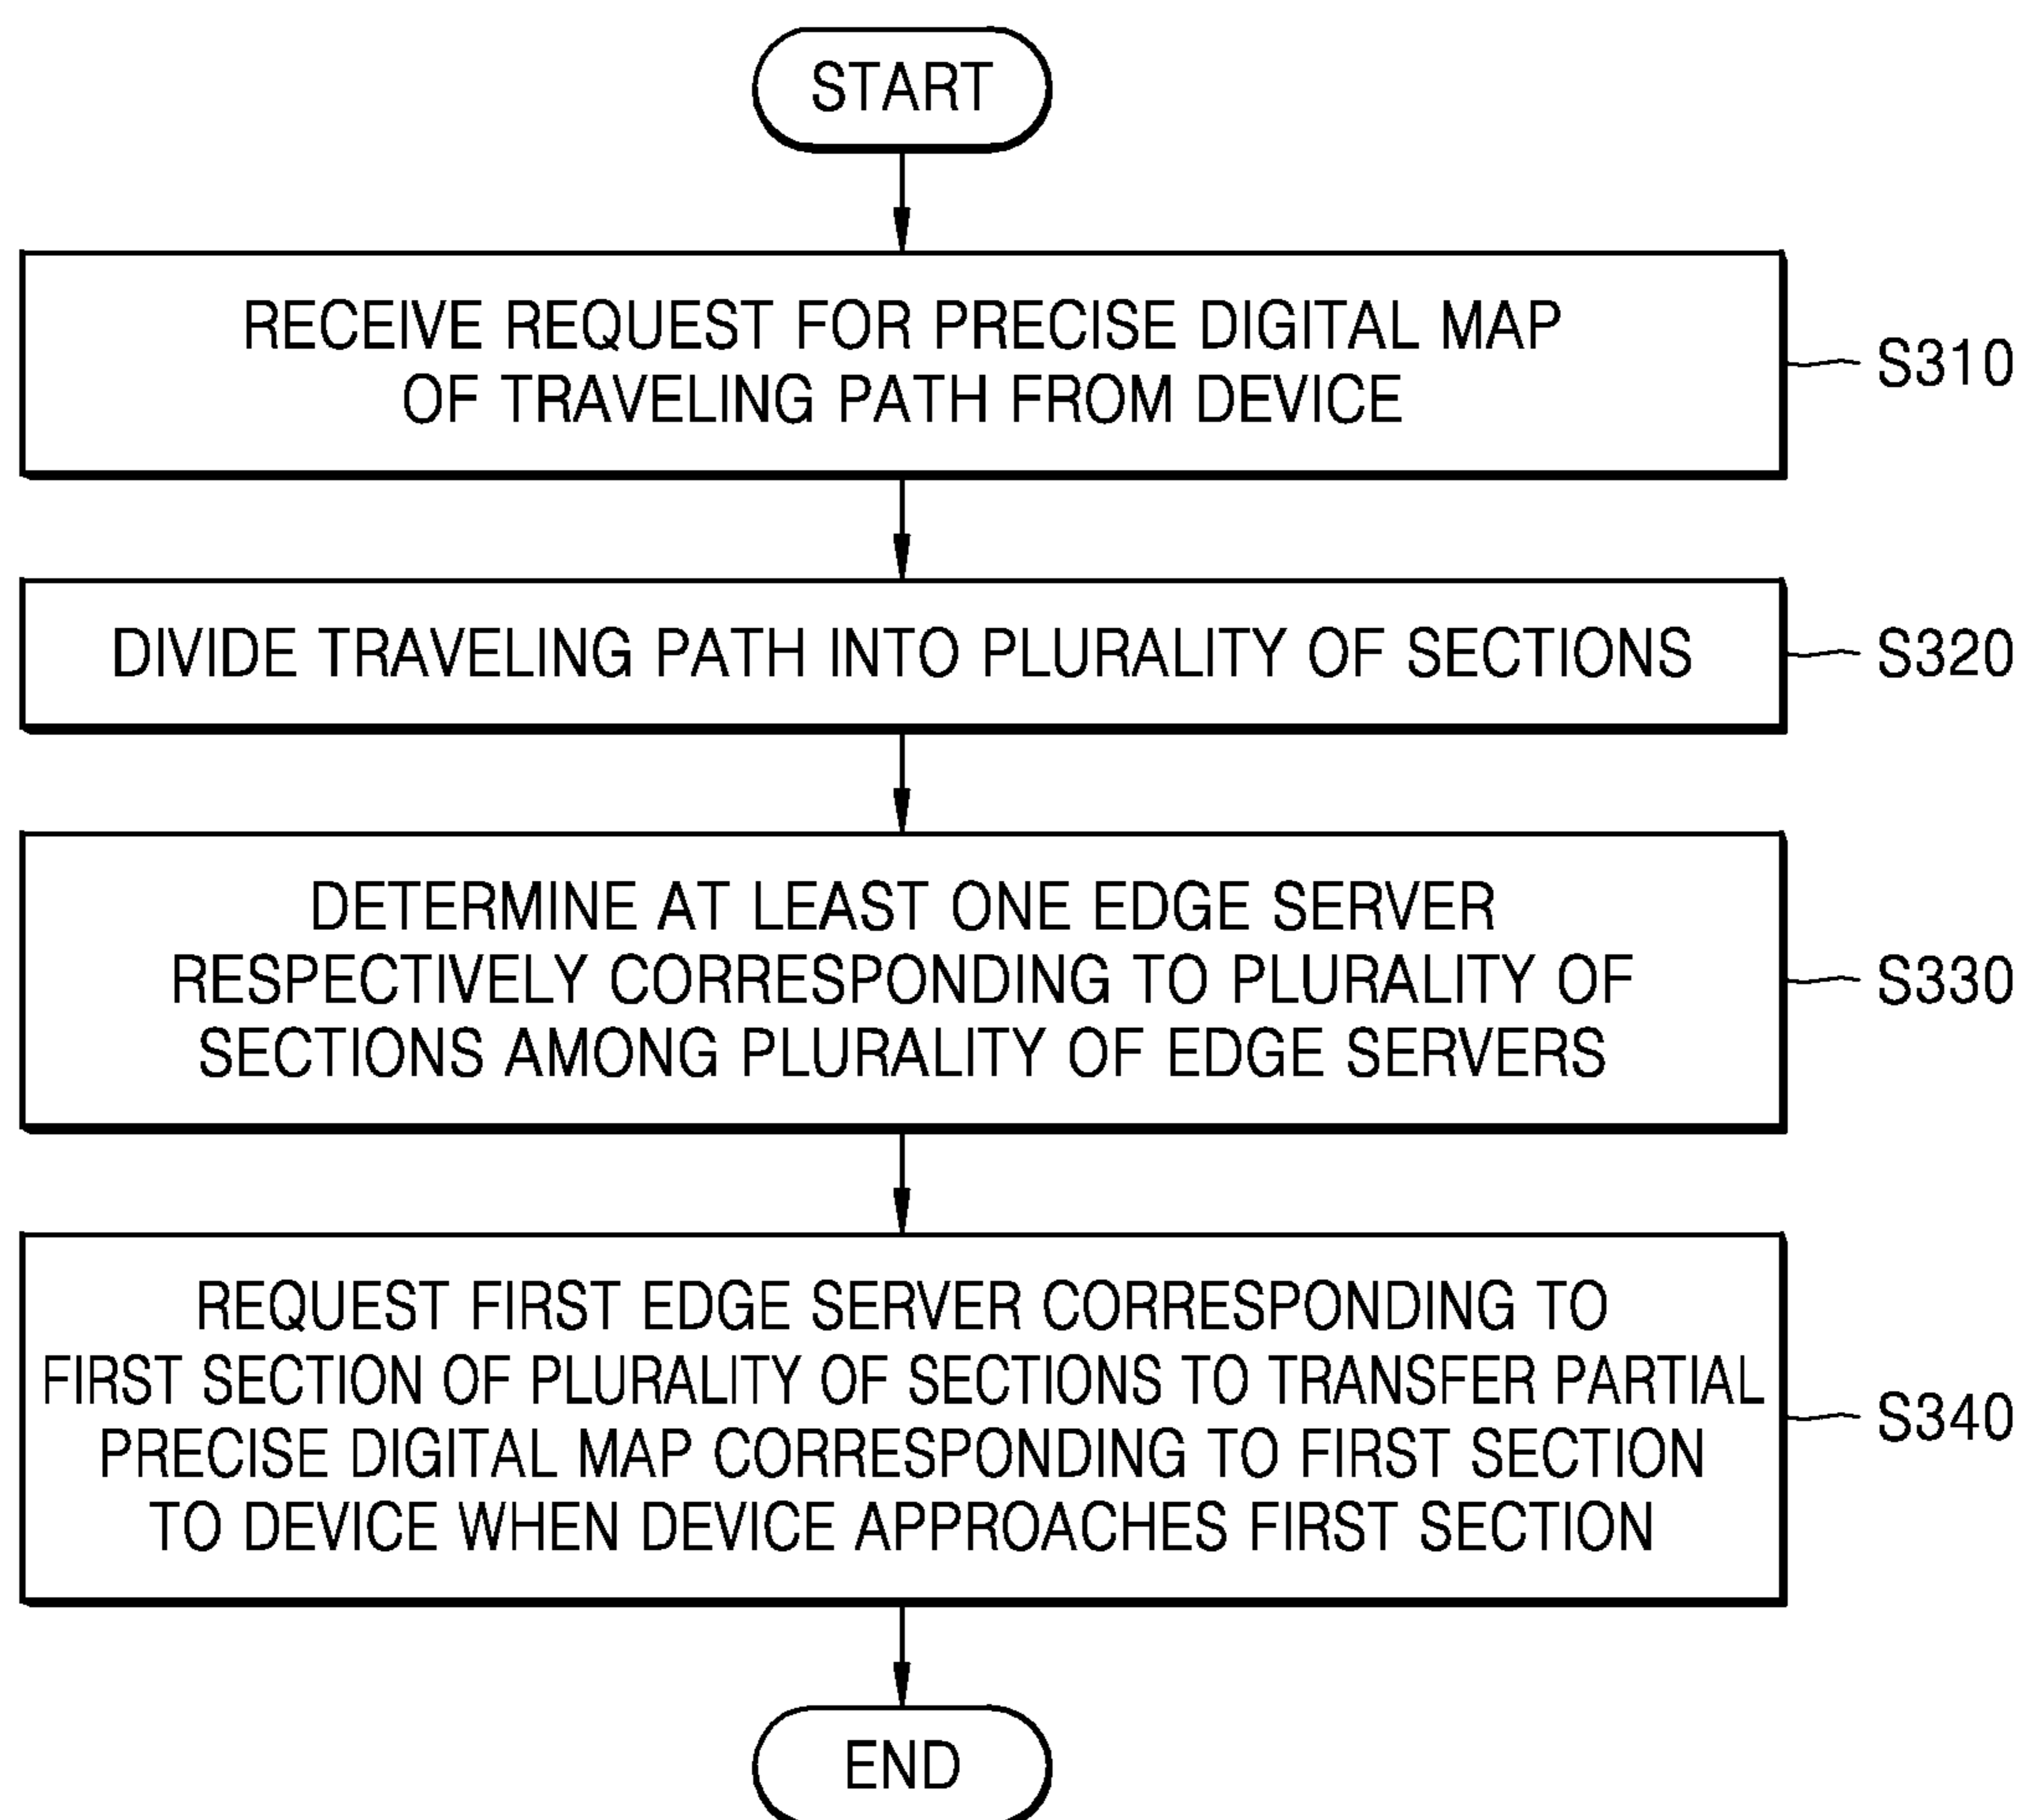 START
RECEIVE REQUEST FOR PRECISE DIGITAL MAP
OF TRAVELING PATH FROM DEVICE
S310
DIVIDE TRAVELING PATH INTO PLURALITY OF SECTIONS
S320
DETERMINE AT LEAST ONE EDGE SERVER
RESPECTIVELY CORRESPONDING TO PLURALITY OF
SECTIONS AMONG PLURALITY OF EDGE SERVERS
S330
REQUEST FIRST EDGE SERVER CORRESPONDING TO
FIRST SECTION OF PLURALITY OF SECTIONS TO TRANSFER PARTIAL
PRECISE DIGITAL MAP CORRESPONDING TO FIRST SECTION
TO DEVICE WHEN DEVICE APPROACHES FIRST SECTION
S340
END